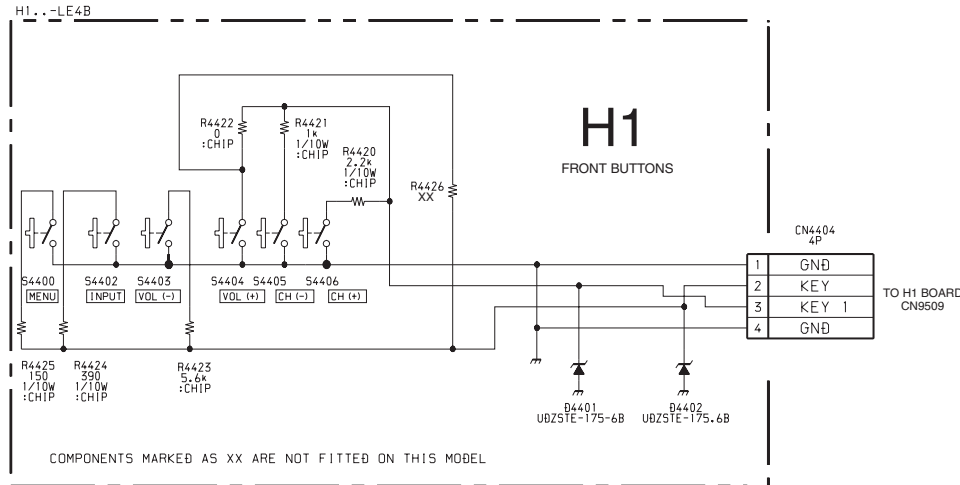 H1..-LE4B
H1
FRONT BUTTONS
R4422
0
:CHIP
R4421
1k
1/10W
:CHIP
R4420
2.2k
1/10W
:CHIP
R4426
XX
S4400
MENU
S4402
INPUT
S4403
VOL (-)
S4404
VOL (+)
S4405
CH (-)
S4406
CH (+)
CN4404
4P
1 GND
2 KEY
3 KEY 1
4 GND
TO H1 BOARD
CN9509
R4425
150
1/10W
:CHIP
R4424
390
1/10W
:CHIP
R4423
5.6k
:CHIP
D4401
UDZSTE-175-6B
D4402
UDZSTE-175.6B
COMPONENTS MARKED AS XX ARE NOT FITTED ON THIS MODEL